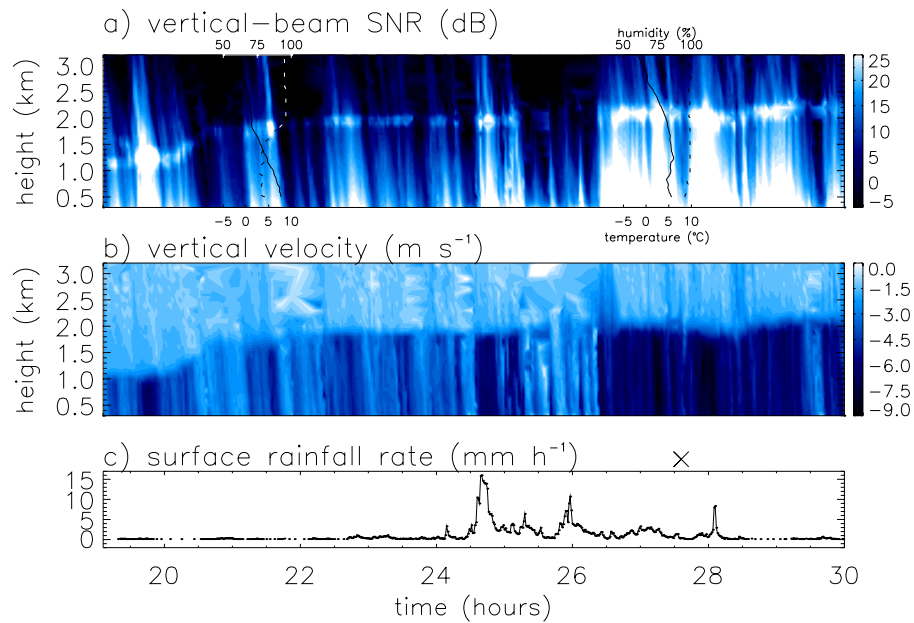 a) vertical-beam SNR (dB)
humidity (%)
50 75 100
50 75 100
height (km)
3.0
2.5
2.0
1.5
1.0
0.5
25
20
15
10
5
0
-5
-5 0 5 10
-5 0 5 10
temperature (°C)
b) vertical velocity (m s⁻¹)
height (km)
3.0
2.5
2.0
1.5
1.0
0.5
0.0
-1.5
-3.0
-4.5
-6.0
-7.5
-9.0
c) surface rainfall rate (mm h⁻¹)
15
10
5
0
20 22 24 26 28 30
time (hours)